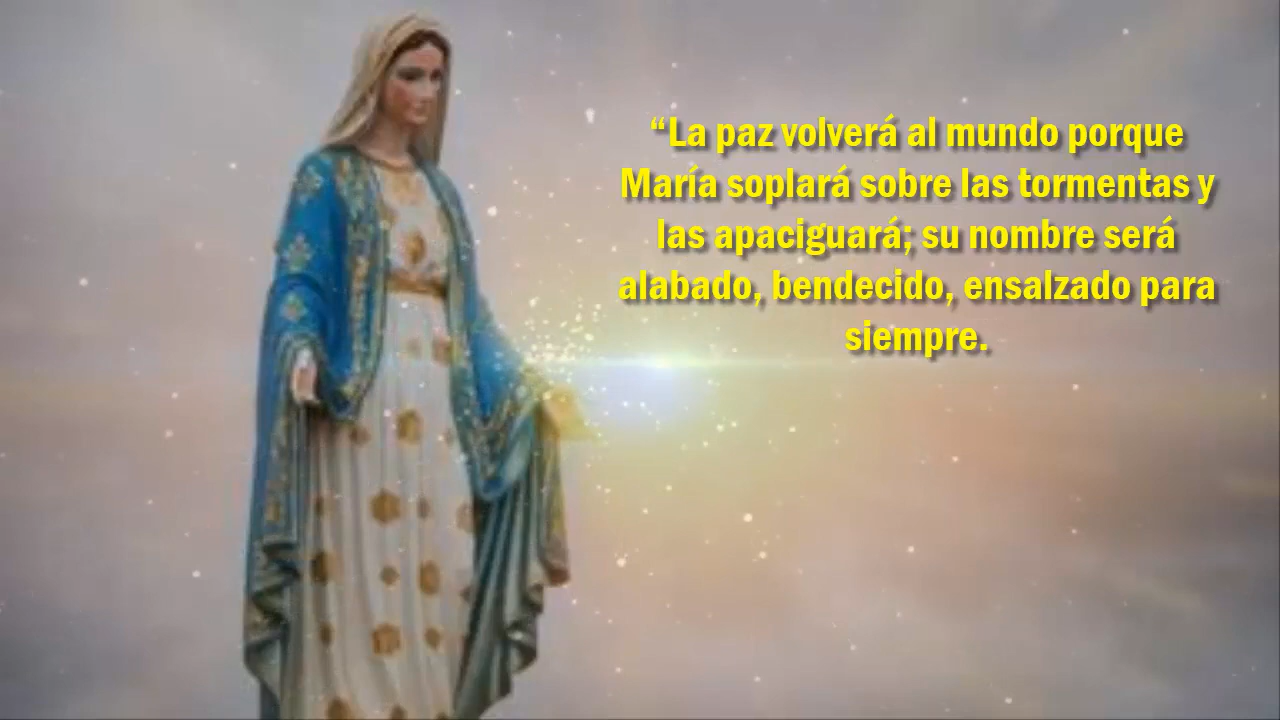 “La paz volverá al mundo porque
María soplará sobre las tormentas y
las apaciguará; su nombre será
alabado, bendecido, ensalzado para
siempre.